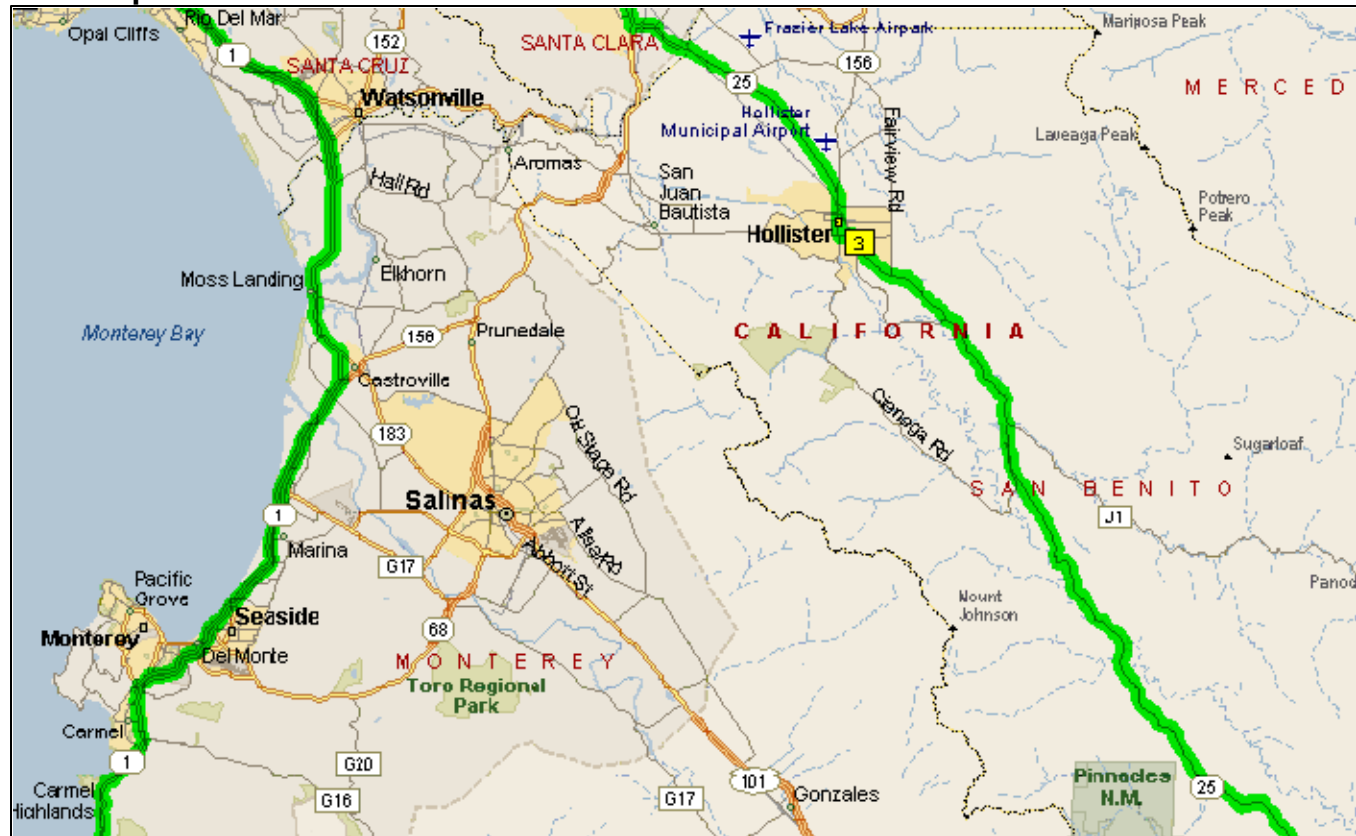 Rio Del Mar
Opal Cliffs
1
152
SANTA CRUZ
Watsonville
SANTA CLARA
Frazier Lake Airpark
Mariposa Peak
25
156
MERCED
Hollister
Municipal Airport
Fairview Rd
Laveaga Peak
Aromas
Hall Rd
San
Juan
Bautista
Potrero
Peak
Hollister
3
Elkhorn
Moss Landing
Monterey Bay
156
Prunedale
CALIFORNIA
Castroville
183
Old Stage Rd
Cienega Rd
Sugarloaf
Salinas
SAN BENITO
1
J1
Marina
Alisal Rd
Abbott St
G17
Pacific
Grove
Mount
Johnson
Panoc
Seaside
Monterey
68
Del Monte
MONTEREY
Toro Regional
Park
Carmel
1
G20
101
Pinnacles
N.M.
25
Carmel
Highlands
G16
G17
Gonzales